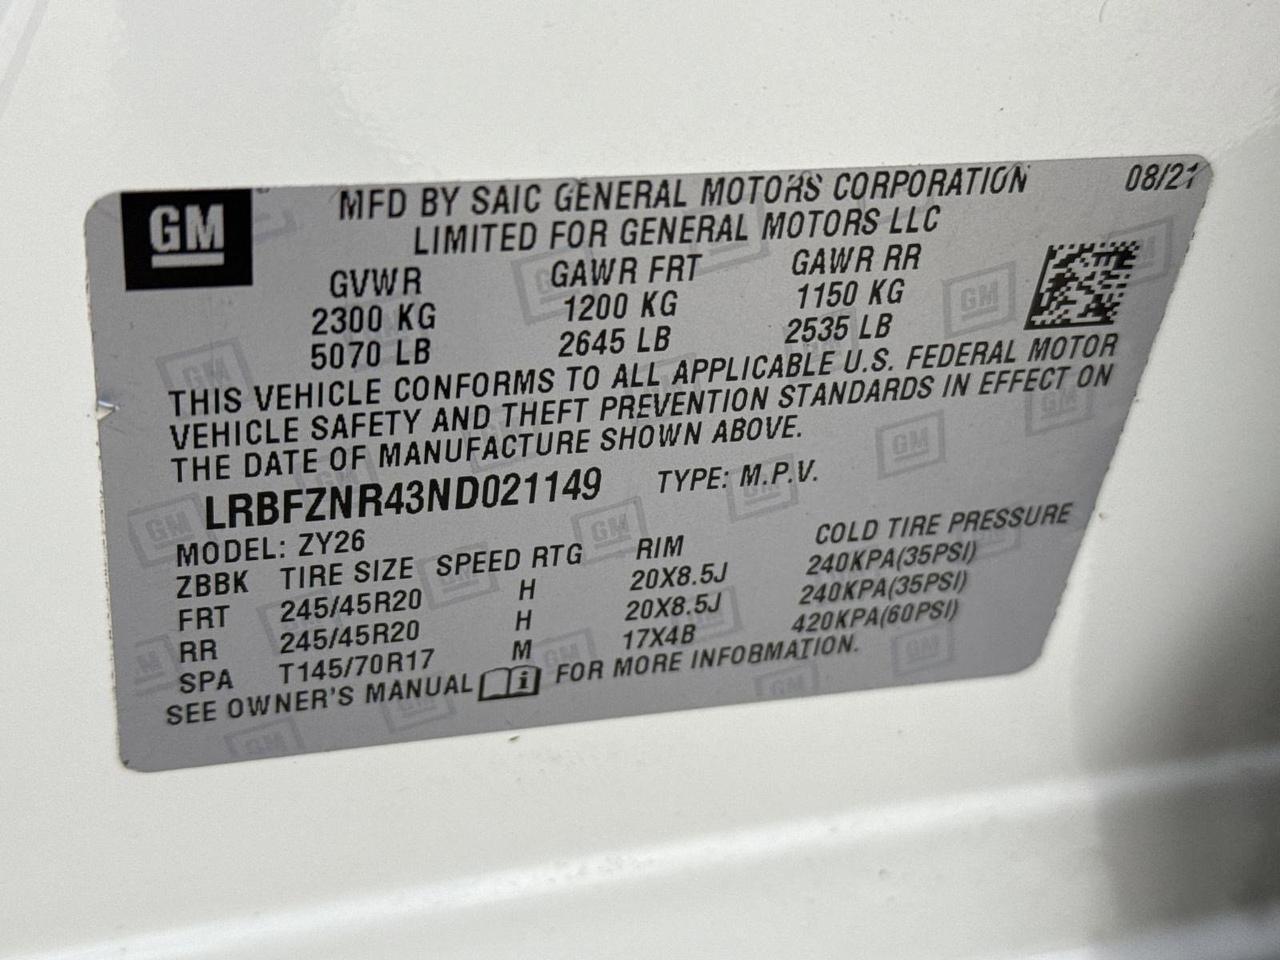 GM
MFD BY SAIC GENERAL MOTORS CORPORATION 08/21
LIMITED FOR GENERAL MOTORS LLC
GVWR GAWR FRT GAWR RR
2300 KG 1200 KG 1150 KG
5070 LB 2645 LB 2535 LB
THIS VEHICLE CONFORMS TO ALL APPLICABLE U.S. FEDERAL MOTOR
VEHICLE SAFETY AND THEFT PREVENTION STANDARDS IN EFFECT ON
THE DATE OF MANUFACTURE SHOWN ABOVE.
LRBFZNR43ND021149 TYPE: M.P.V.
MODEL: ZY26
ZBBK TIRE SIZE SPEED RTG RIM COLD TIRE PRESSURE
FRT 245/45R20 H 20X8.5J 240KPA(35PSI)
RR 245/45R20 H 20X8.5J 240KPA(35PSI)
SPA T145/70R17 M 17X4B 420KPA(60PSI)
SEE OWNER'S MANUAL i FOR MORE INFORMATION.